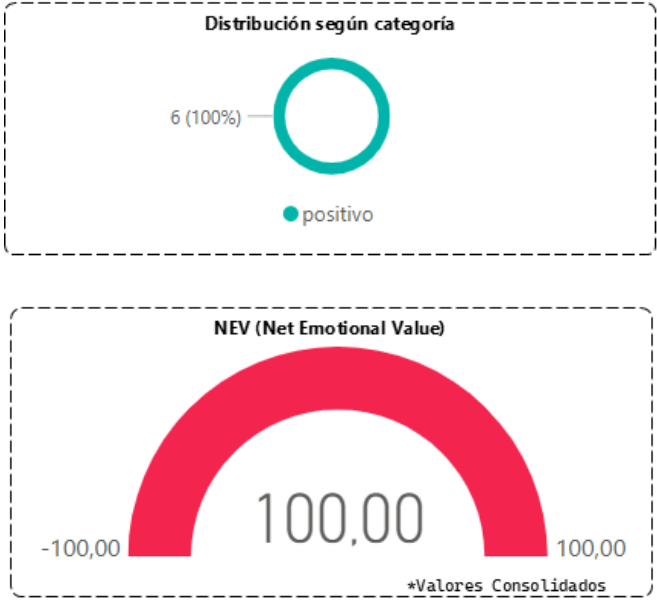 Distribución según categoría
6 (100%)
positivo
NEV (Net Emotional Value)
100,00
-100,00
100,00
*Valores Consolidados